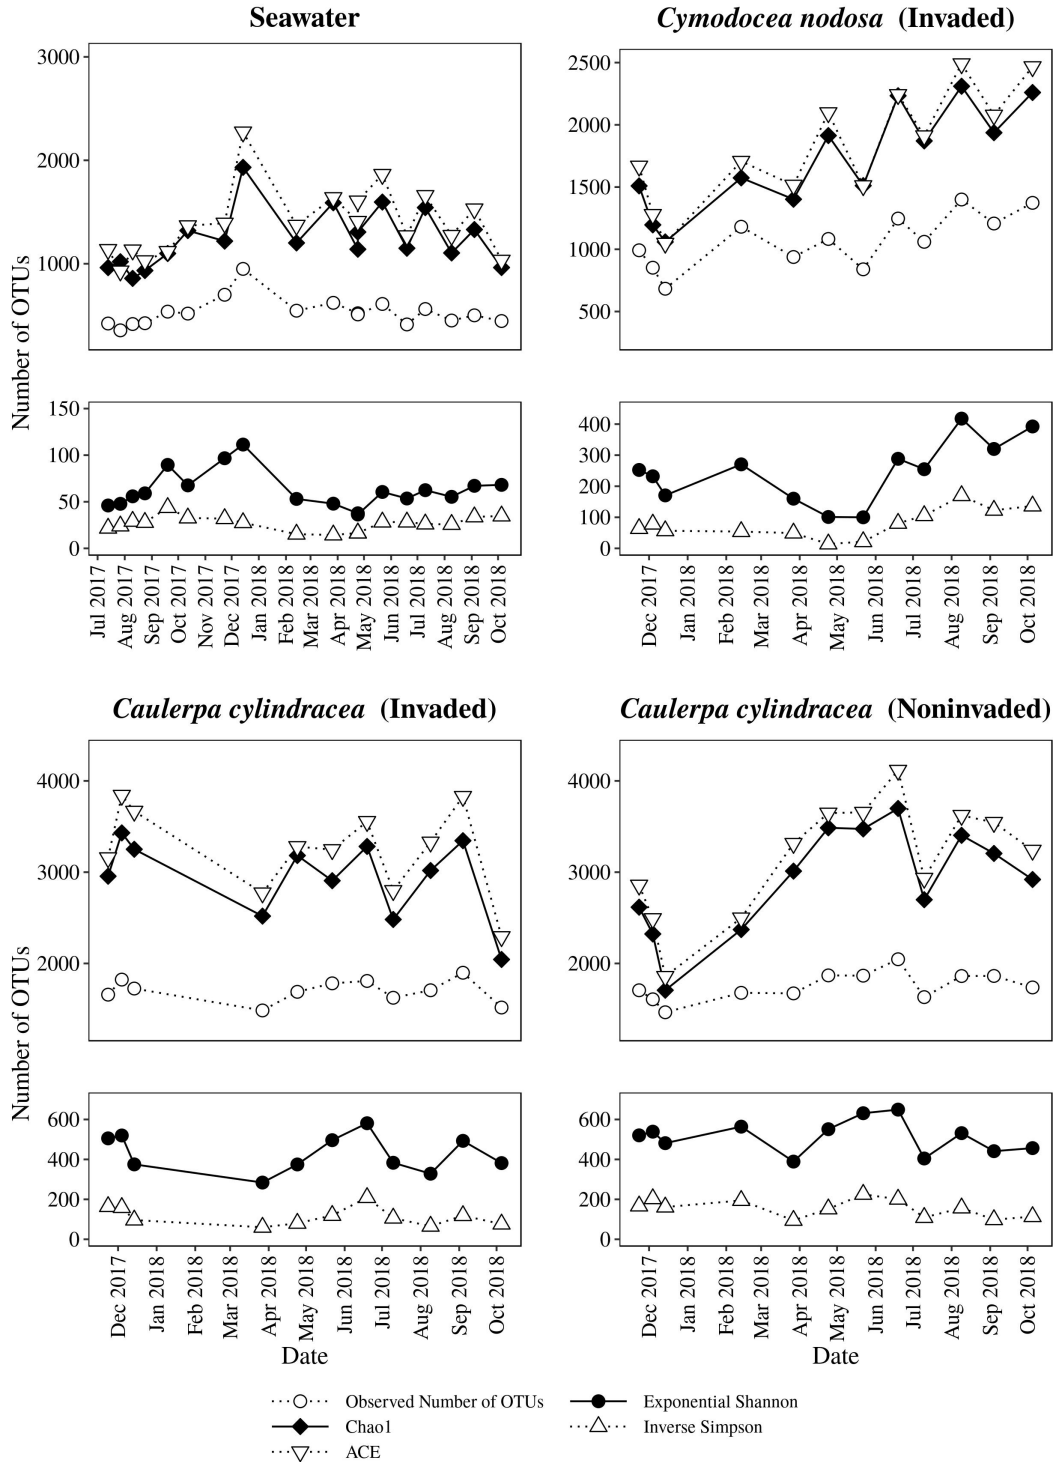 Seawater
Cymodocea nodosa (Invaded)
Number of OTUs
3000
2000
1000
2500
2000
1500
1000
500
150
100
50
0
400
300
200
100
0
Jul 2017
Aug 2017
Sep 2017
Oct 2017
Nov 2017
Dec 2017
Jan 2018
Feb 2018
Mar 2018
Apr 2018
May 2018
Jun 2018
Jul 2018
Aug 2018
Sep 2018
Oct 2018
Dec 2017
Jan 2018
Feb 2018
Mar 2018
Apr 2018
May 2018
Jun 2018
Jul 2018
Aug 2018
Sep 2018
Oct 2018
Caulerpa cylindracea (Invaded)
Caulerpa cylindracea (Noninvaded)
Number of OTUs
4000
3000
2000
4000
3000
2000
600
400
200
0
600
400
200
0
Dec 2017
Jan 2018
Feb 2018
Mar 2018
Apr 2018
May 2018
Jun 2018
Jul 2018
Aug 2018
Sep 2018
Oct 2018
Dec 2017
Jan 2018
Feb 2018
Mar 2018
Apr 2018
May 2018
Jun 2018
Jul 2018
Aug 2018
Sep 2018
Oct 2018
Date
Date
Observed Number of OTUs
Exponential Shannon
Chao1
Inverse Simpson
ACE